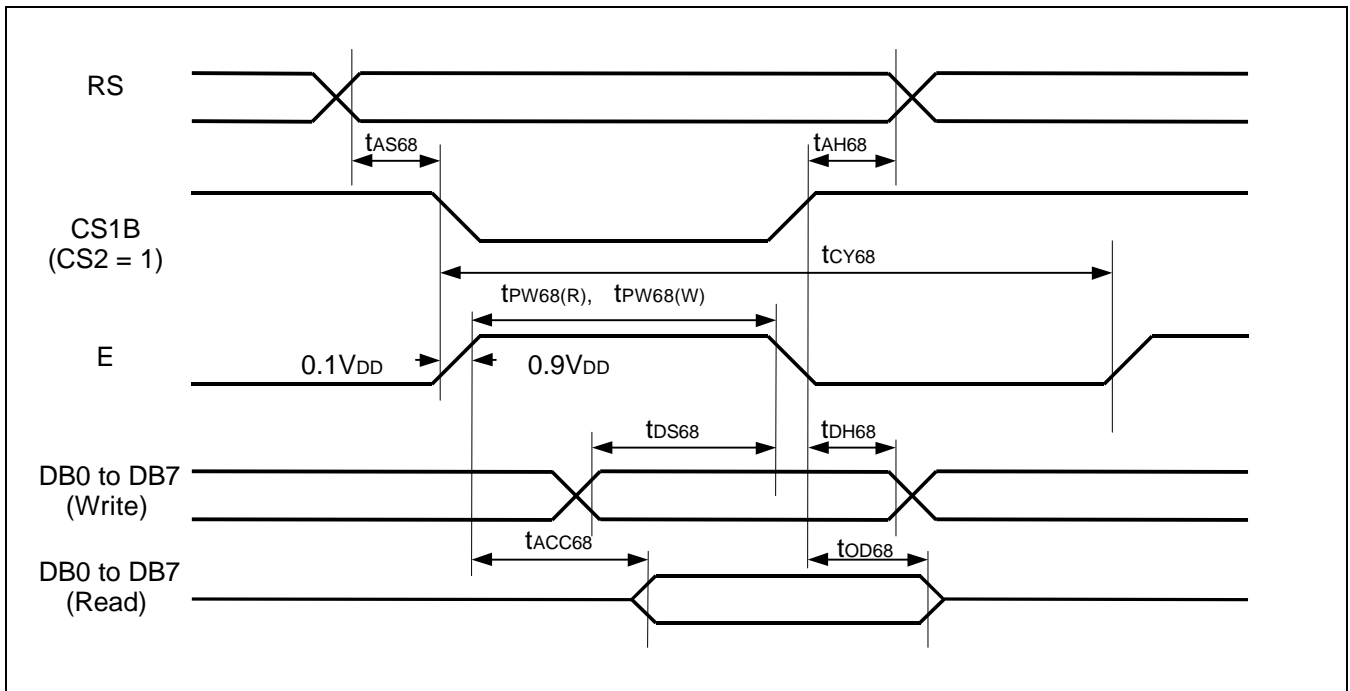 RS
tAS68
tAH68
CS1B
(CS2 = 1)
tCY68
tPW68(R), tPW68(W)
E
0.1VDD
0.9VDD
tDS68
tDH68
DB0 to DB7
(Write)
tACC68
tOD68
DB0 to DB7
(Read)